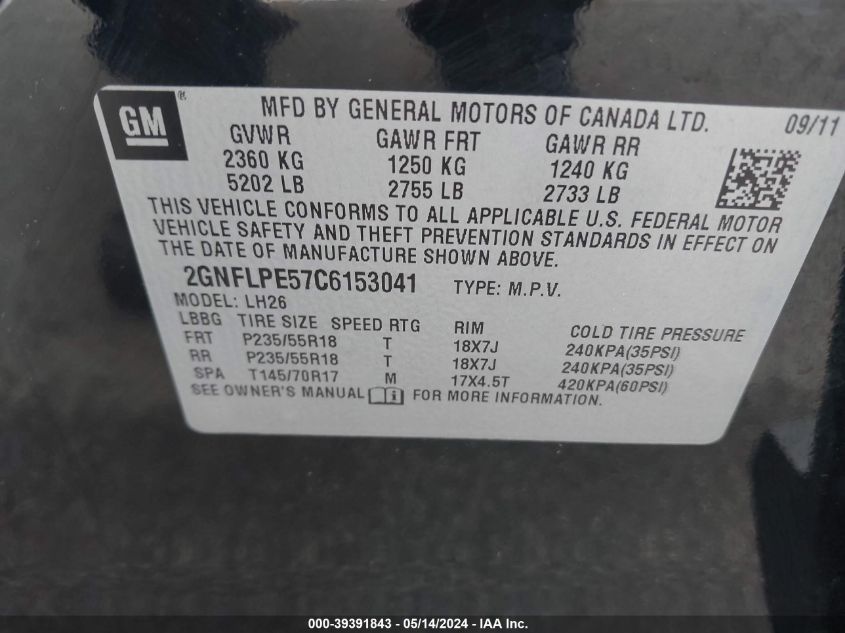 GM ® MFD BY GENERAL MOTORS OF CANADA LTD. 09/11
GVWR GAWR FRT GAWR RR
2360 KG 1250 KG 1240 KG
5202 LB 2755 LB 2733 LB
THIS VEHICLE CONFORMS TO ALL APPLICABLE U.S. FEDERAL MOTOR
VEHICLE SAFETY AND THEFT PREVENTION STANDARDS IN EFFECT ON
THE DATE OF MANUFACTURE SHOWN ABOVE.
2GNFLPE57C6153041 TYPE: M.P.V.
MODEL: LH26
LBBG TIRE SIZE SPEED RTG RIM COLD TIRE PRESSURE
FRT P235/55R18 T 18X7J 240KPA(35PSI)
RR P235/55R18 T 18X7J 240KPA(35PSI)
SPA T145/70R17 M 17X4.5T 420KPA(60PSI)
SEE OWNER'S MANUAL FOR MORE INFORMATION.
000-39391843 - 05/14/2024 - IAA Inc.